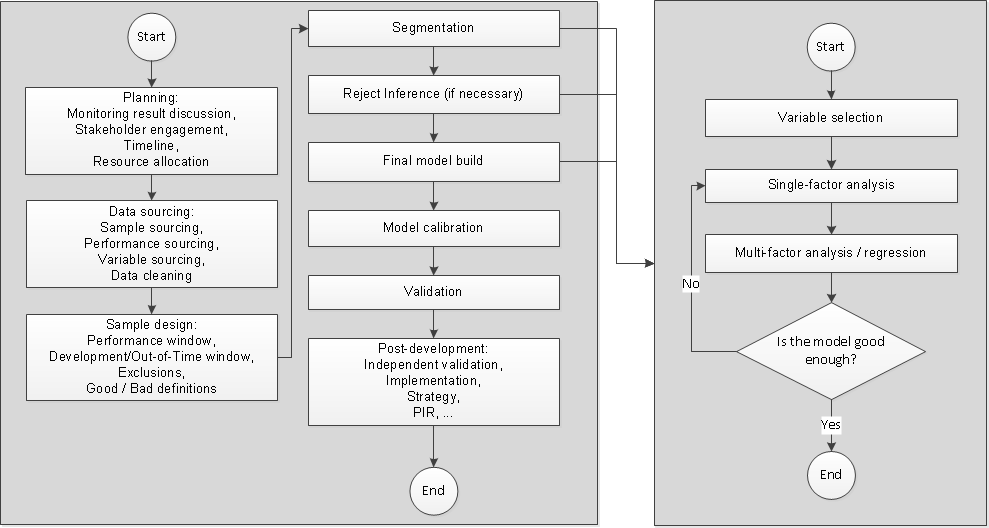 Start
Planning:
Monitoring result discussion,
Stakeholder engagement,
Timeline,
Resource allocation
Data sourcing:
Sample sourcing,
Performance sourcing,
Variable sourcing,
Data cleaning
Sample design:
Performance window,
Development/Out-of-Time window,
Exclusions,
Good / Bad definitions
Segmentation
Reject Inference (if necessary)
Final model build
Model calibration
Validation
Post-development:
Independent validation,
Implementation,
Strategy,
PIR, ...
End
Start
Variable selection
Single-factor analysis
Multi-factor analysis / regression
No
Is the model good
enough?
Yes
End